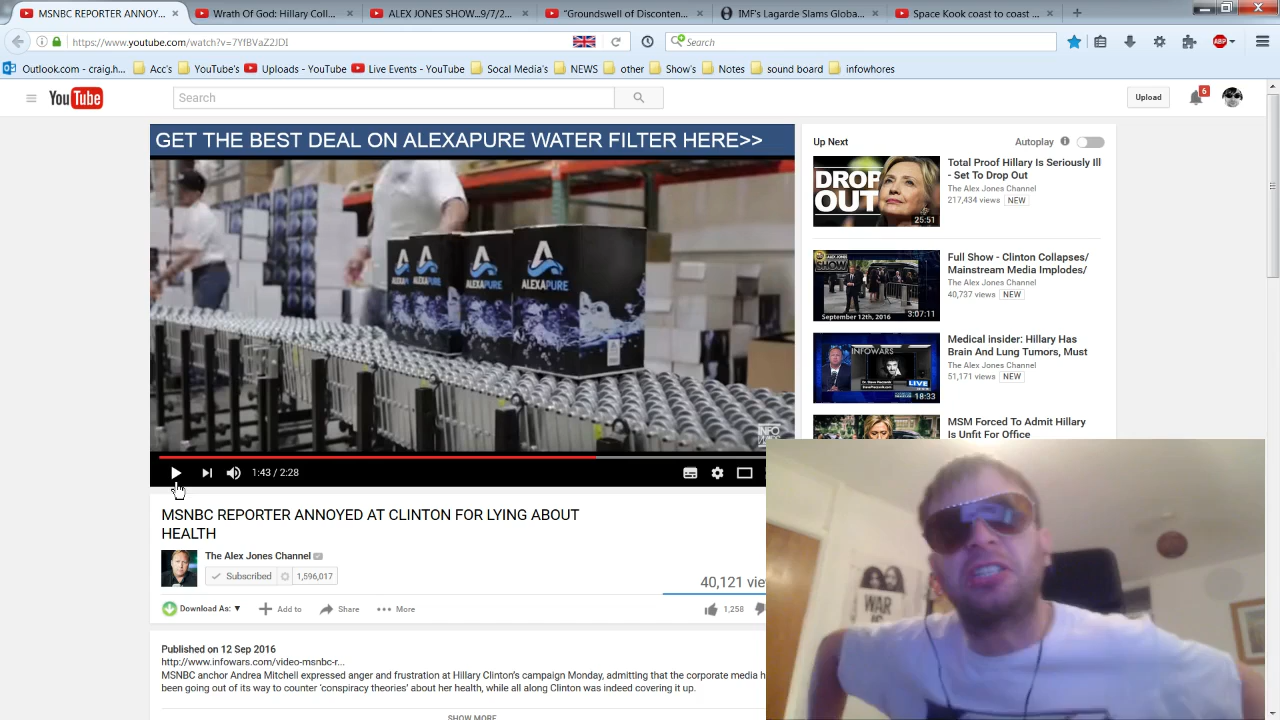 MSNBC REPORTER ANNOY...
Wrath Of God: Hillary Coll...
ALEX JONES SHOW...9/7/2...
"Groundswell of Disconten...
IMF's Lagarde Slams Globa...
Space Kook coast to coast ...
https://www.youtube.com/watch?v=7YfBVaZ2JDI
Search
ABP
Outlook.com - craig.h...
Acc's
YouTube's
Uploads - YouTube
Live Events - YouTube
Socal Media's
NEWS
other
Show's
Notes
sound board
infowhores
YouTube
Search
Upload
6
GET THE BEST DEAL ON ALEXAPURE WATER FILTER HERE>>
ALEXAPURE
ALEXAPURE
INFO
1:43 / 2:28
MSNBC REPORTER ANNOYED AT CLINTON FOR LYING ABOUT
HEALTH
The Alex Jones Channel
Subscribed
1,596,017
40,121 vie
Download As:
Add to
Share
More
1,258
Published on 12 Sep 2016
http://www.infowars.com/video-msnbc-r...
MSNBC anchor Andrea Mitchell expressed anger and frustration at Hillary Clinton's campaign Monday, admitting that the corporate media h
been going out of its way to counter 'conspiracy theories' about her health, while all along Clinton was indeed covering it up.
SHOW MORE
Up Next
Autoplay
DROP
OUT
25:51
Total Proof Hillary Is Seriously Ill
- Set To Drop Out
The Alex Jones Channel
217,434 views
NEW
SHOW
September 12th, 2016
3:07:11
Full Show - Clinton Collapses/
Mainstream Media Implodes/
The Alex Jones Channel
40,737 views
NEW
INFOWARS
LIVE
18:33
Medical insider: Hillary Has
Brain And Lung Tumors, Must
The Alex Jones Channel
51,171 views
NEW
MSM Forced To Admit Hillary
Is Unfit For Office
WAR